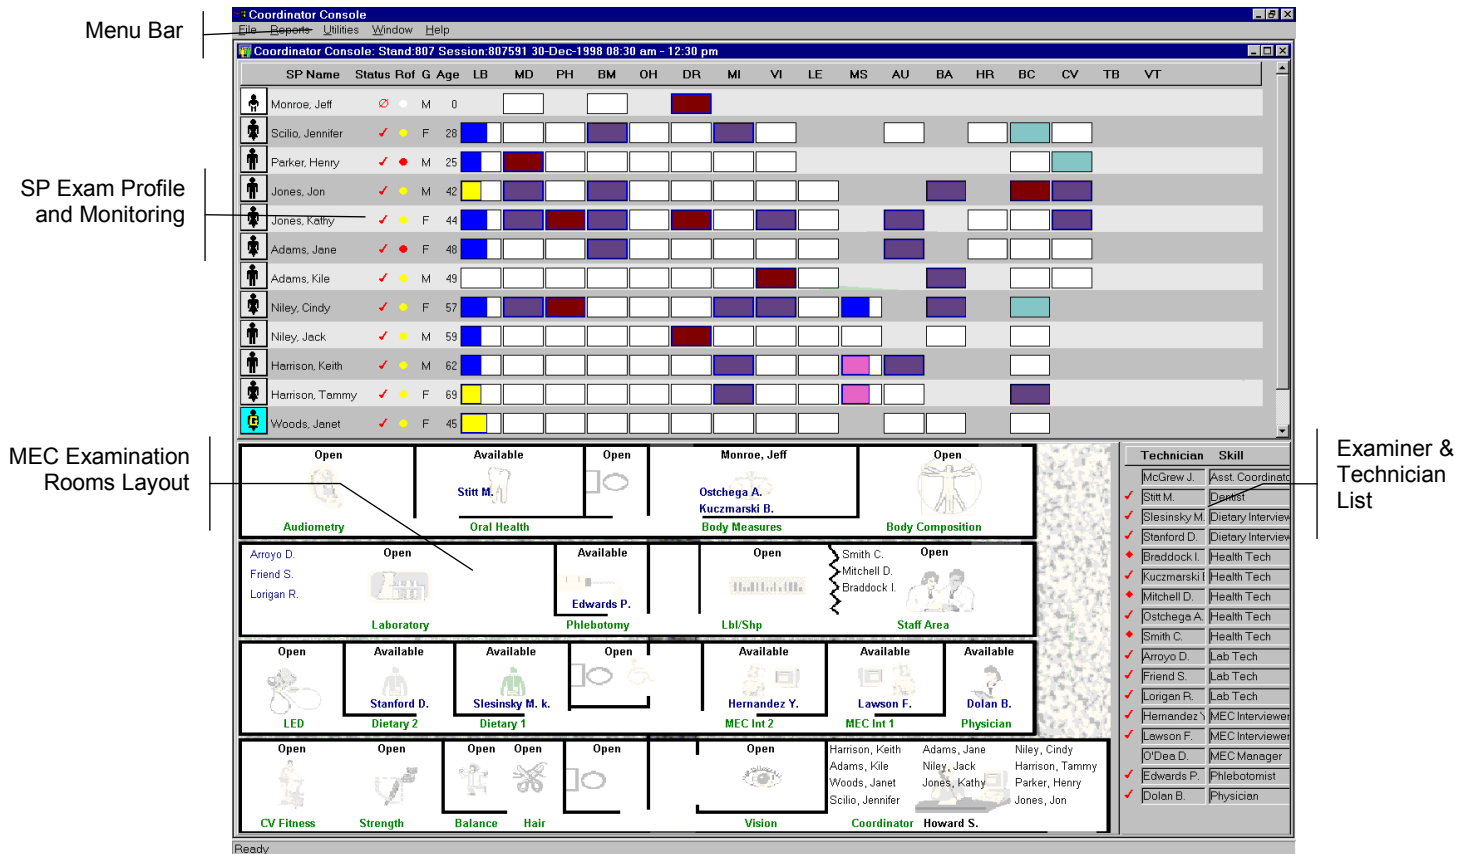 Coordinator Console
Menu Bar
File Reports Utilities Window Help
Coordinator Console: Stand:807 Session:807591 30-Dec-1998 08:30 am - 12:30 pm
SP Name Status Rof G Age LB MD PH BM OH DR MI VI LE MS AU BA HR BC CV TB VT
Monroe, Jeff M 0
Scilio, Jennifer F 28
Parker, Henry M 25
SP Exam Profile
and Monitoring
Jones, Jon M 42
Jones, Kathy F 44
Adams, Jane F 48
Adams, Kile M 49
Niley, Cindy F 57
Niley, Jack M 59
Harrison, Keith M 62
Harrison, Tammy F 69
G Woods, Janet F 45
MEC Examination
Rooms Layout
Open Available Open Monroe, Jeff Open
Stitt M. Ostchega A.
Kuczmarski B.
Audiometry Oral Health Body Measures Body Composition
Arroyo D. Open Available Open Smith C. Open
Friend S. Mitchell D.
Lorigan R. Braddock I.
Edwards P.
Laboratory Phlebotomy Lbl/Shp Staff Area
Open Available Available Open Available Available Available
Stanford D. Slesinsky M. k. Hernandez Y. Lawson F. Dolan B.
LED Dietary 2 Dietary 1 MEC Int 2 MEC Int 1 Physician
Open Open Open Open Open Open
Harrison, Keith Adams, Jane Niley, Cindy
Adams, Kile Niley, Jack Harrison, Tammy
Woods, Janet Jones, Kathy Parker, Henry
Scilio, Jennifer Jones, Jon
CV Fitness Strength Balance Hair Vision Coordinator Howard S.
Examiner &
Technician
List
Technician Skill
McGrew J. Asst. Coordinato
Stitt M. Dentist
Slesinsky M. Dietary Interview
Stanford D. Dietary Interview
Braddock I. Health Tech
Kuczmarski Health Tech
Mitchell D. Health Tech
Ostchega A. Health Tech
Smith C. Health Tech
Arroyo D. Lab Tech
Friend S. Lab Tech
Lorigan R. Lab Tech
Hernandez MEC Interviewer
Lawson F. MEC Interviewer
O'Dea D. MEC Manager
Edwards P. Phlebotomist
Dolan B. Physician
Ready